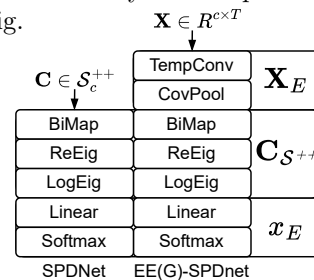 ig.
X ∈ R^{c×T}
C ∈ S_c^{++}
TempConv
CovPool
X_E
BiMap BiMap
ReEig ReEig
C_{S^{++}}
LogEig LogEig
Linear Linear
x_E
Softmax Softmax
SPDNet EE(G)-SPDnet